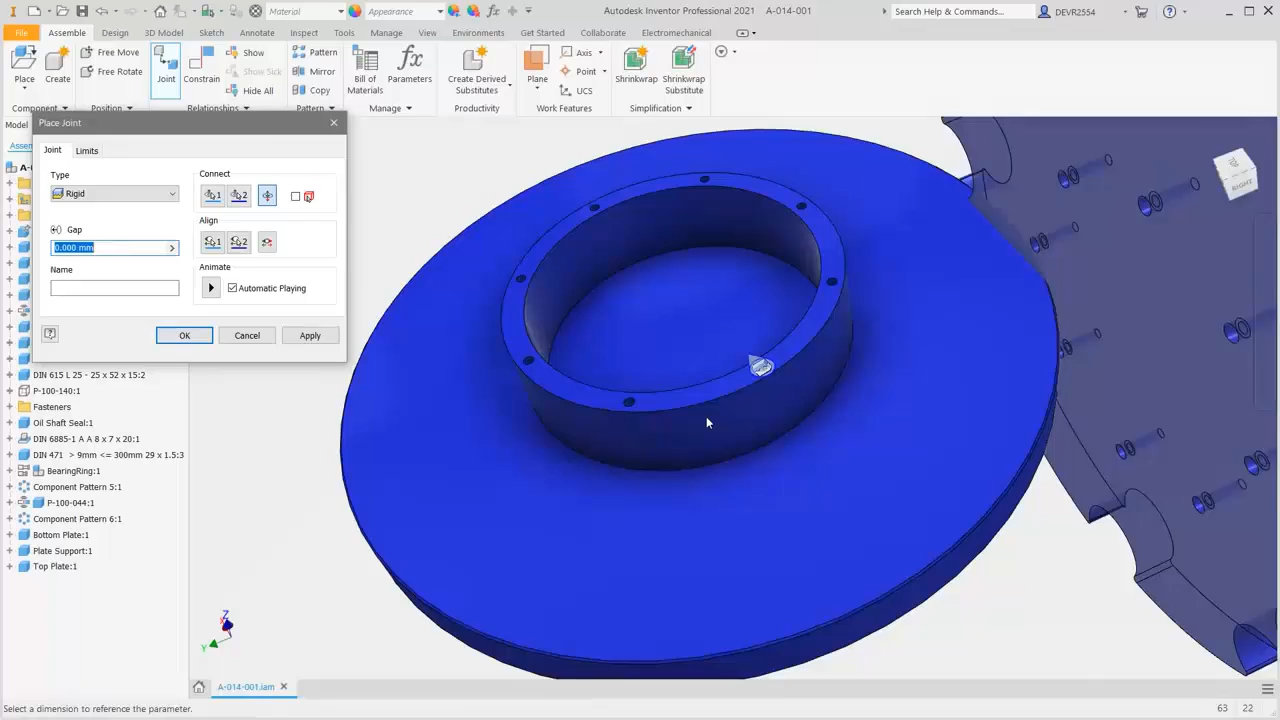 Material
Appearance
Autodesk Inventor Professional 2021 A-014-001
Search Help & Commands...
DEVR2554
File Assemble Design 3D Model Sketch Annotate Inspect Tools Manage View Environments Get Started Collaborate Electromechanical
Place
Create
Free Move
Free Rotate
Joint
Constrain
Show
Show Sick
Hide All
Pattern
Mirror
Copy
Bill of
Materials
Parameters
Create Derived
Substitutes
Plane
Axis
Point
UCS
Shrinkwrap
Shrinkwrap
Substitute
Component Position Relationships Pattern Manage Productivity Work Features Simplification
Model
Assem
A-0
Place Joint
Joint Limits
Type
Rigid
Gap
0.000 mm
Name
Connect
1 2
Align
1 2
Animate
Automatic Playing
OK Cancel Apply
DIN 615 L 25 - 25 x 52 x 15:2
P-100-140:1
Fasteners
Oil Shaft Seal:1
DIN 6885-1 A A 8 x 7 x 20:1
DIN 471 > 9mm <= 300mm 29 x 1.5:3
BearingRing:1
Component Pattern 5:1
P-100-044:1
Component Pattern 6:1
Bottom Plate:1
Plate Support:1
Top Plate:1
RIGHT
Z
Y
A-014-001.iam
Select a dimension to reference the parameter.
63 22